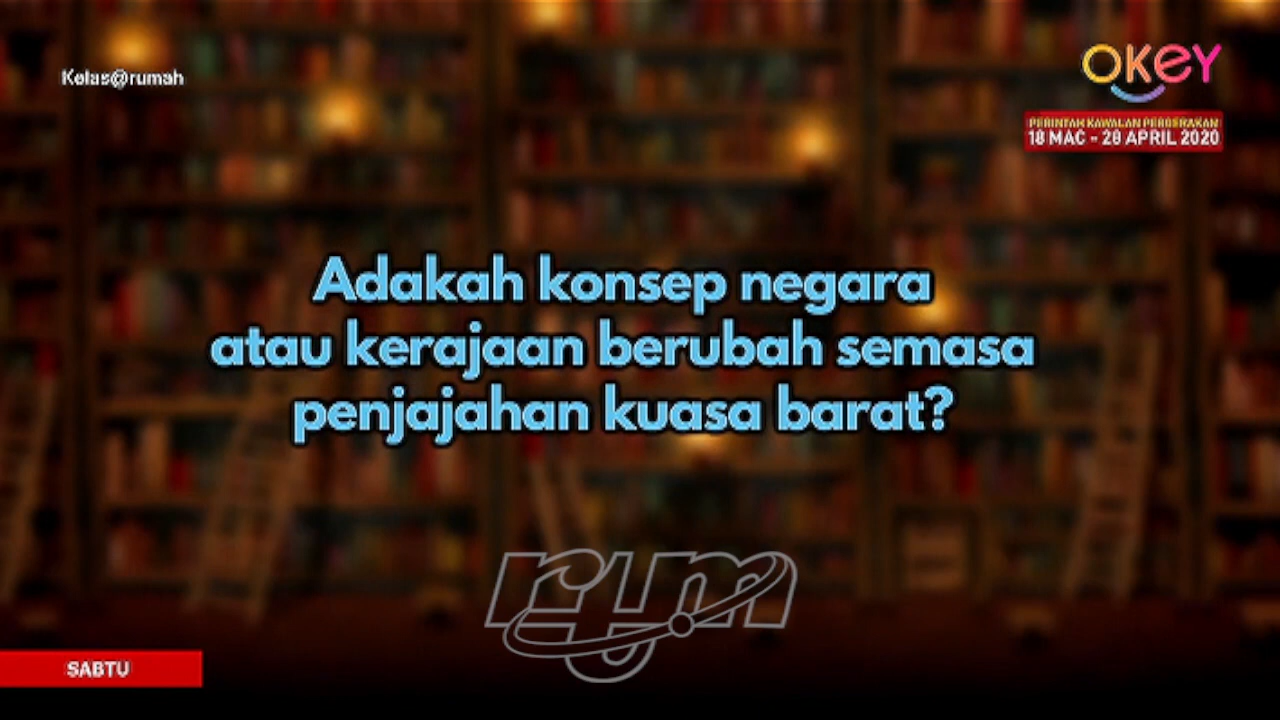 Kelas@rumah
OKEY
PERINTAH KAWALAN PERGERAKAN
18 MAC - 28 APRIL 2020
Adakah konsep negara
atau kerajaan berubah semasa
penjajahan kuasa barat?
rtm
SABTU